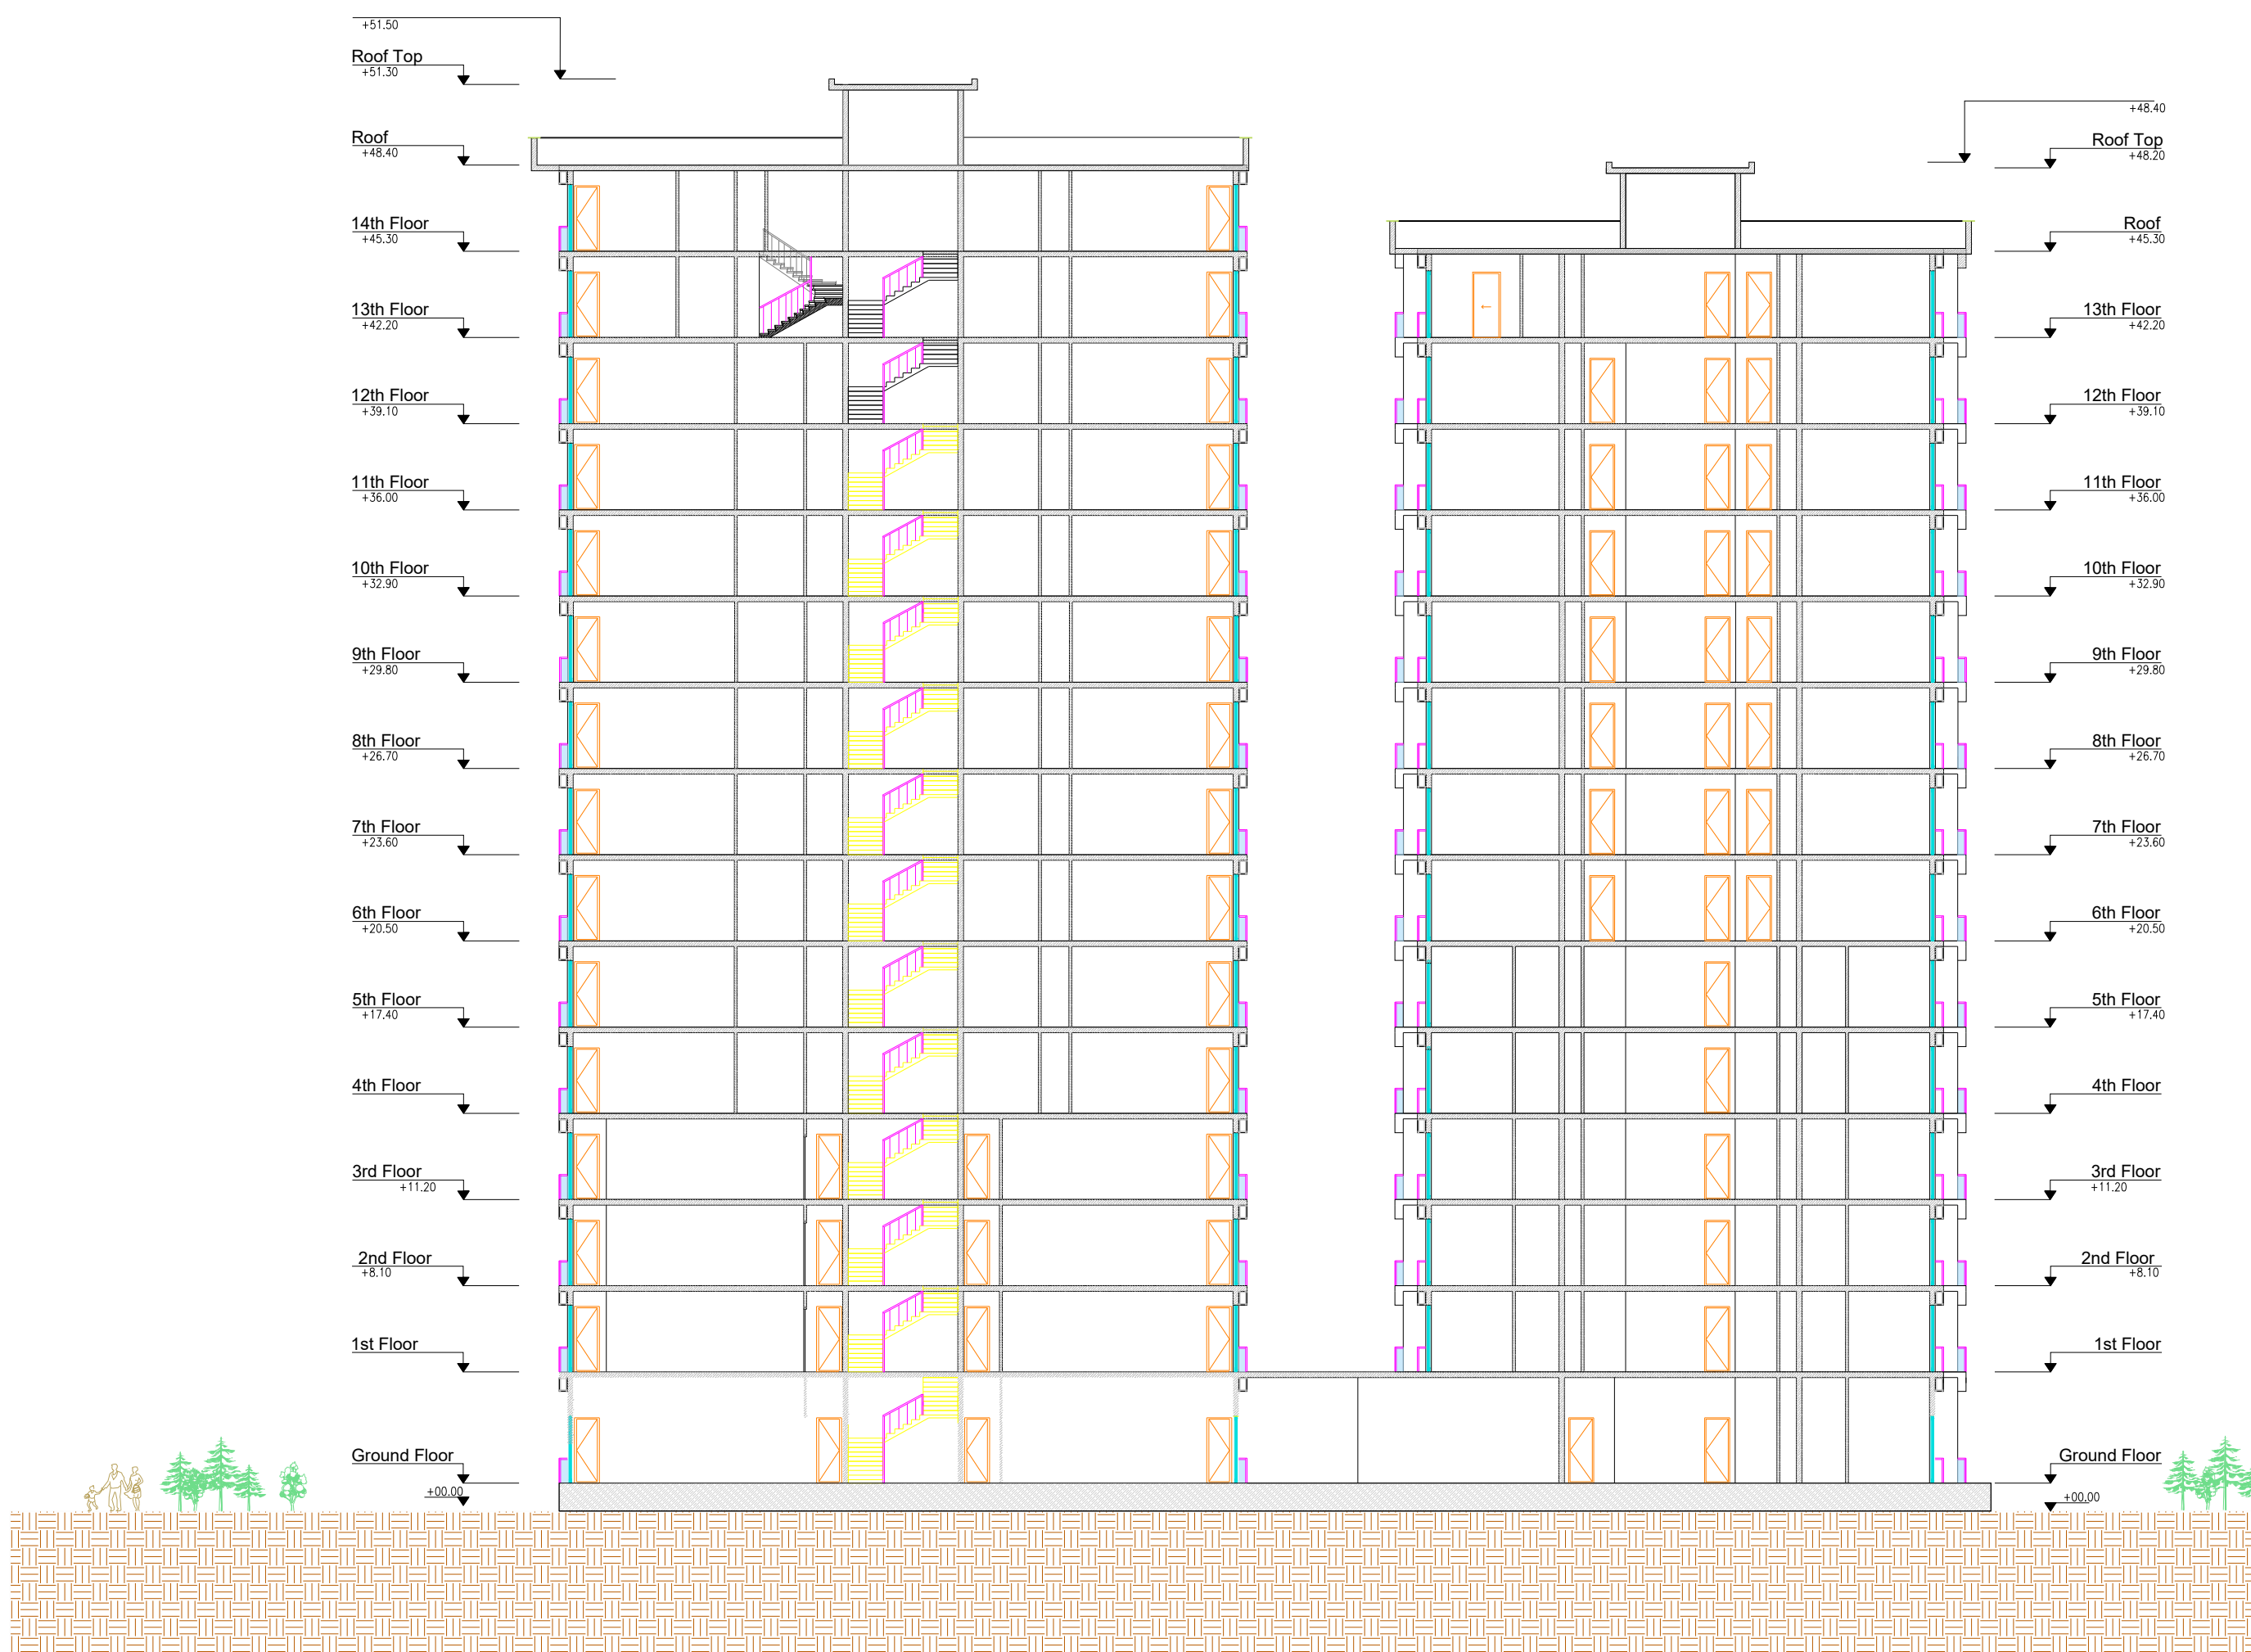 +51.50
Roof Top
+51.30
Roof
+48.40
14th Floor
+45.30
13th Floor
+42.20
12th Floor
+39.10
11th Floor
+36.00
10th Floor
+32.90
9th Floor
+29.80
8th Floor
+26.70
7th Floor
+23.60
6th Floor
+20.50
5th Floor
+17.40
4th Floor
3rd Floor
+11.20
2nd Floor
+8.10
1st Floor
Ground Floor
+00.00
+48.40
Roof Top
+48.20
Roof
+45.30
13th Floor
+42.20
12th Floor
+39.10
11th Floor
+36.00
10th Floor
+32.90
9th Floor
+29.80
8th Floor
+26.70
7th Floor
+23.60
6th Floor
+20.50
5th Floor
+17.40
4th Floor
3rd Floor
+11.20
2nd Floor
+8.10
1st Floor
Ground Floor
+00.00